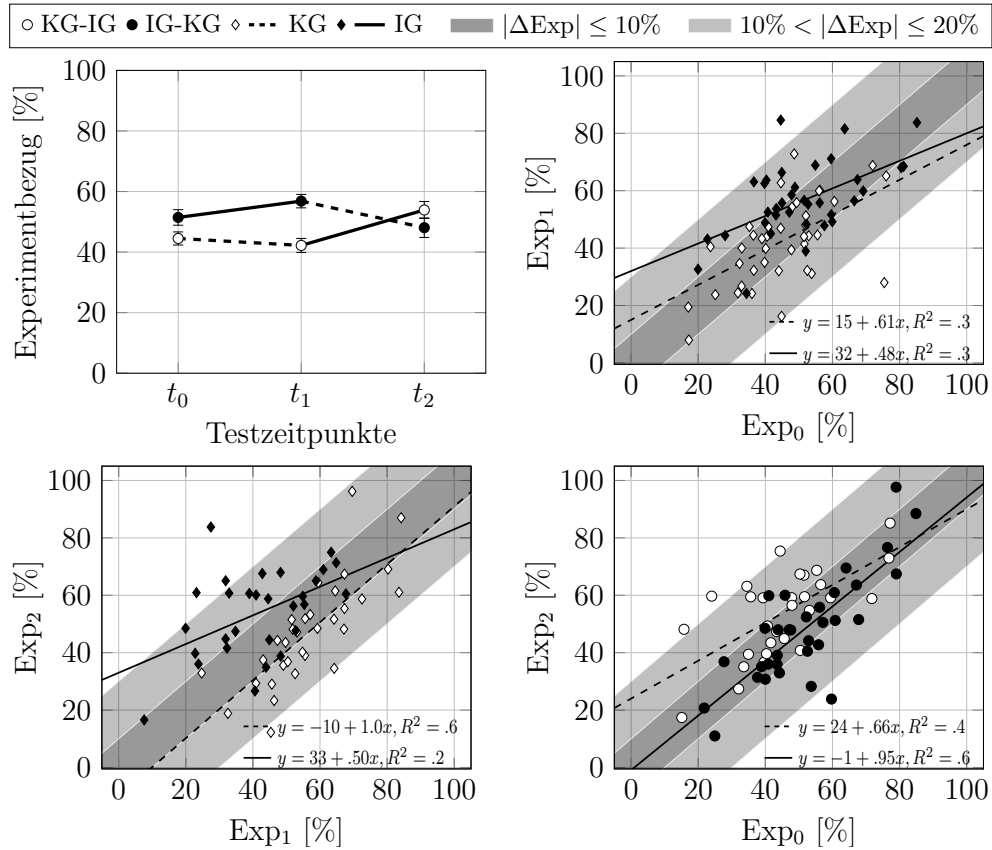 KG-IG IG-KG KG IG |ΔExp| ≤ 10% 10% < |ΔExp| ≤ 20%
100
80
60
40
20
0
Experimentbezug [%]
t0 t1 t2
Testzeitpunkte
100
80
60
40
20
0
Exp1 [%]
y = 15 + .61x, R² = .3
y = 32 + .48x, R² = .3
0 20 40 60 80 100
Exp0 [%]
100
80
60
40
20
0
Exp2 [%]
y = −10 + 1.0x, R² = .6
y = 33 + .50x, R² = .2
0 20 40 60 80 100
Exp1 [%]
100
80
60
40
20
0
Exp2 [%]
y = 24 + .66x, R² = .4
y = −1 + .95x, R² = .6
0 20 40 60 80 100
Exp0 [%]